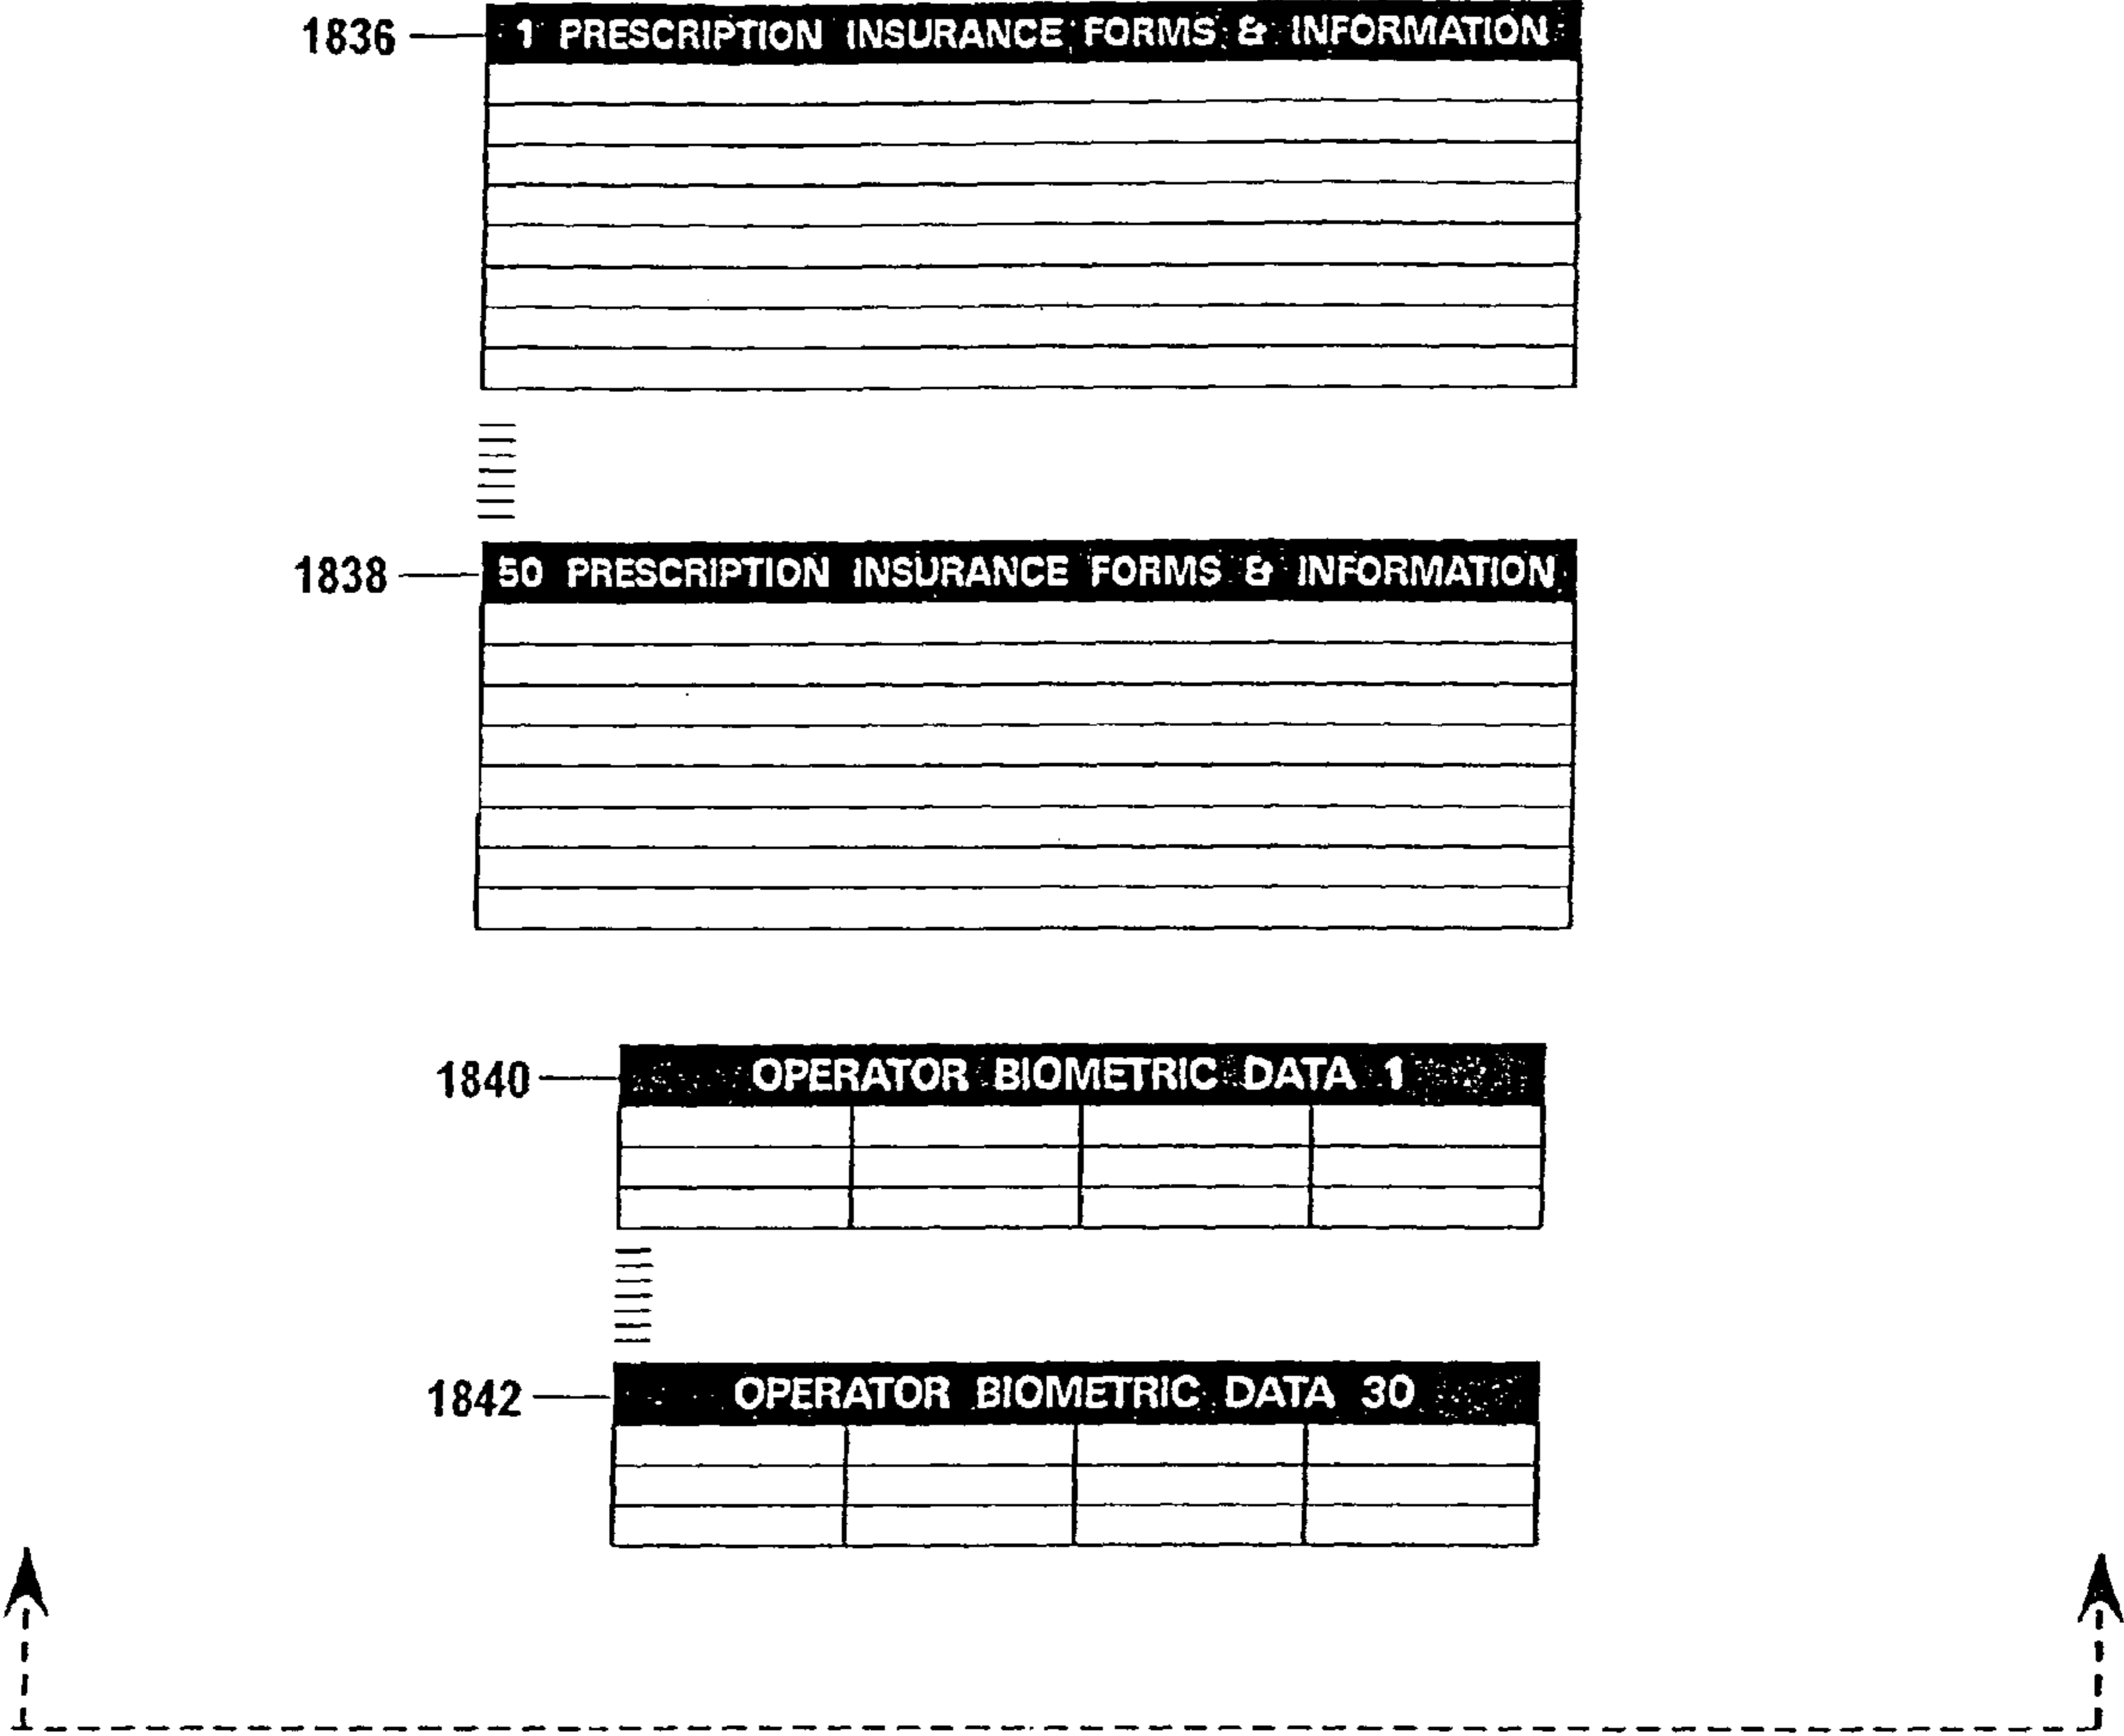 1836 1 PRESCRIPTION INSURANCE FORMS & INFORMATION
1838 50 PRESCRIPTION INSURANCE FORMS & INFORMATION
1840 OPERATOR BIOMETRIC DATA 1
1842 OPERATOR BIOMETRIC DATA 30